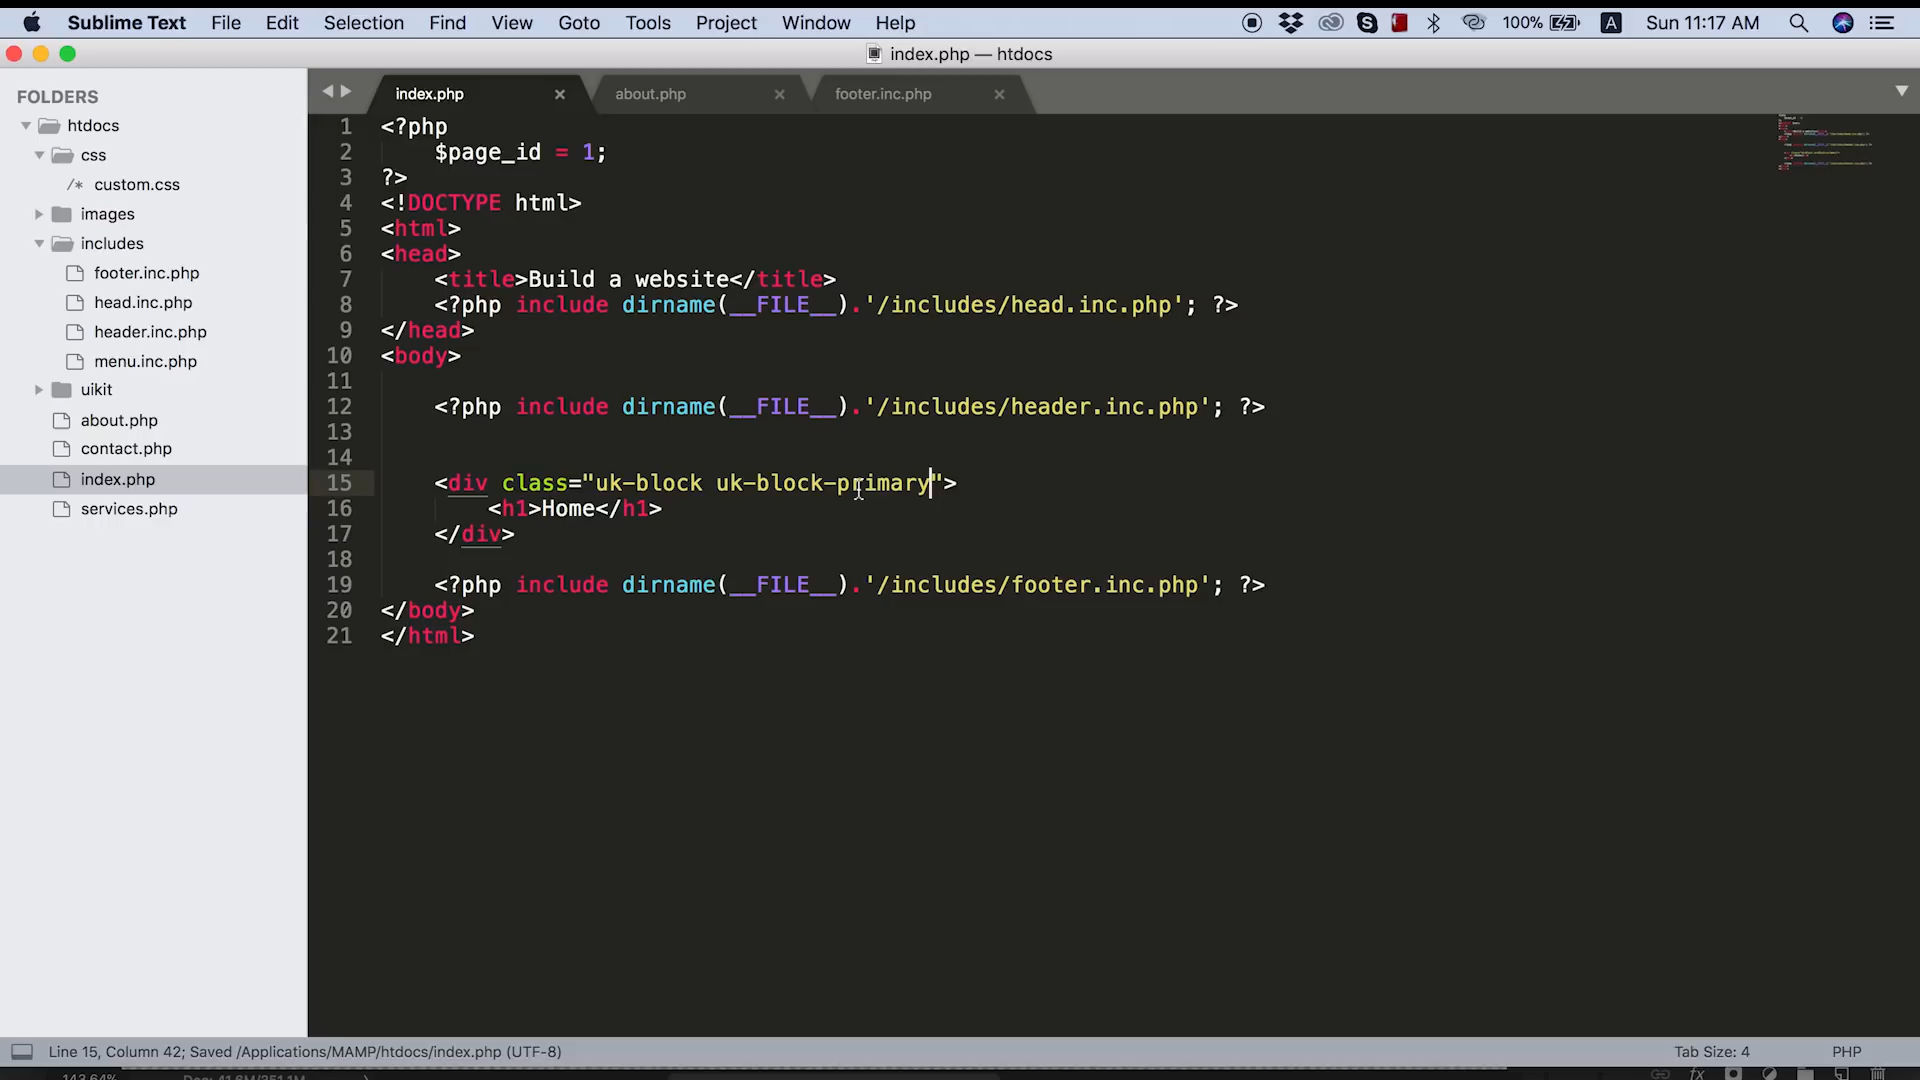 Sublime Text File Edit Selection Find View Goto Tools Project Window Help 100% A Sun 11:17 AM
index.php — htdocs
FOLDERS
htdocs
css
/* custom.css
images
includes
footer.inc.php
head.inc.php
header.inc.php
menu.inc.php
uikit
about.php
contact.php
index.php
services.php
index.php × about.php × footer.inc.php ×
1 <?php
2 $page_id = 1;
3 ?>
4 <!DOCTYPE html>
5 <html>
6 <head>
7 <title>Build a website</title>
8 <?php include dirname(__FILE__).'/includes/head.inc.php'; ?>
9 </head>
10 <body>
11
12 <?php include dirname(__FILE__).'/includes/header.inc.php'; ?>
13
14
15 <div class="uk-block uk-block-primary">
16 <h1>Home</h1>
17 </div>
18
19 <?php include dirname(__FILE__).'/includes/footer.inc.php'; ?>
20 </body>
21 </html>
Line 15, Column 42; Saved /Applications/MAMP/htdocs/index.php (UTF-8) Tab Size: 4 PHP